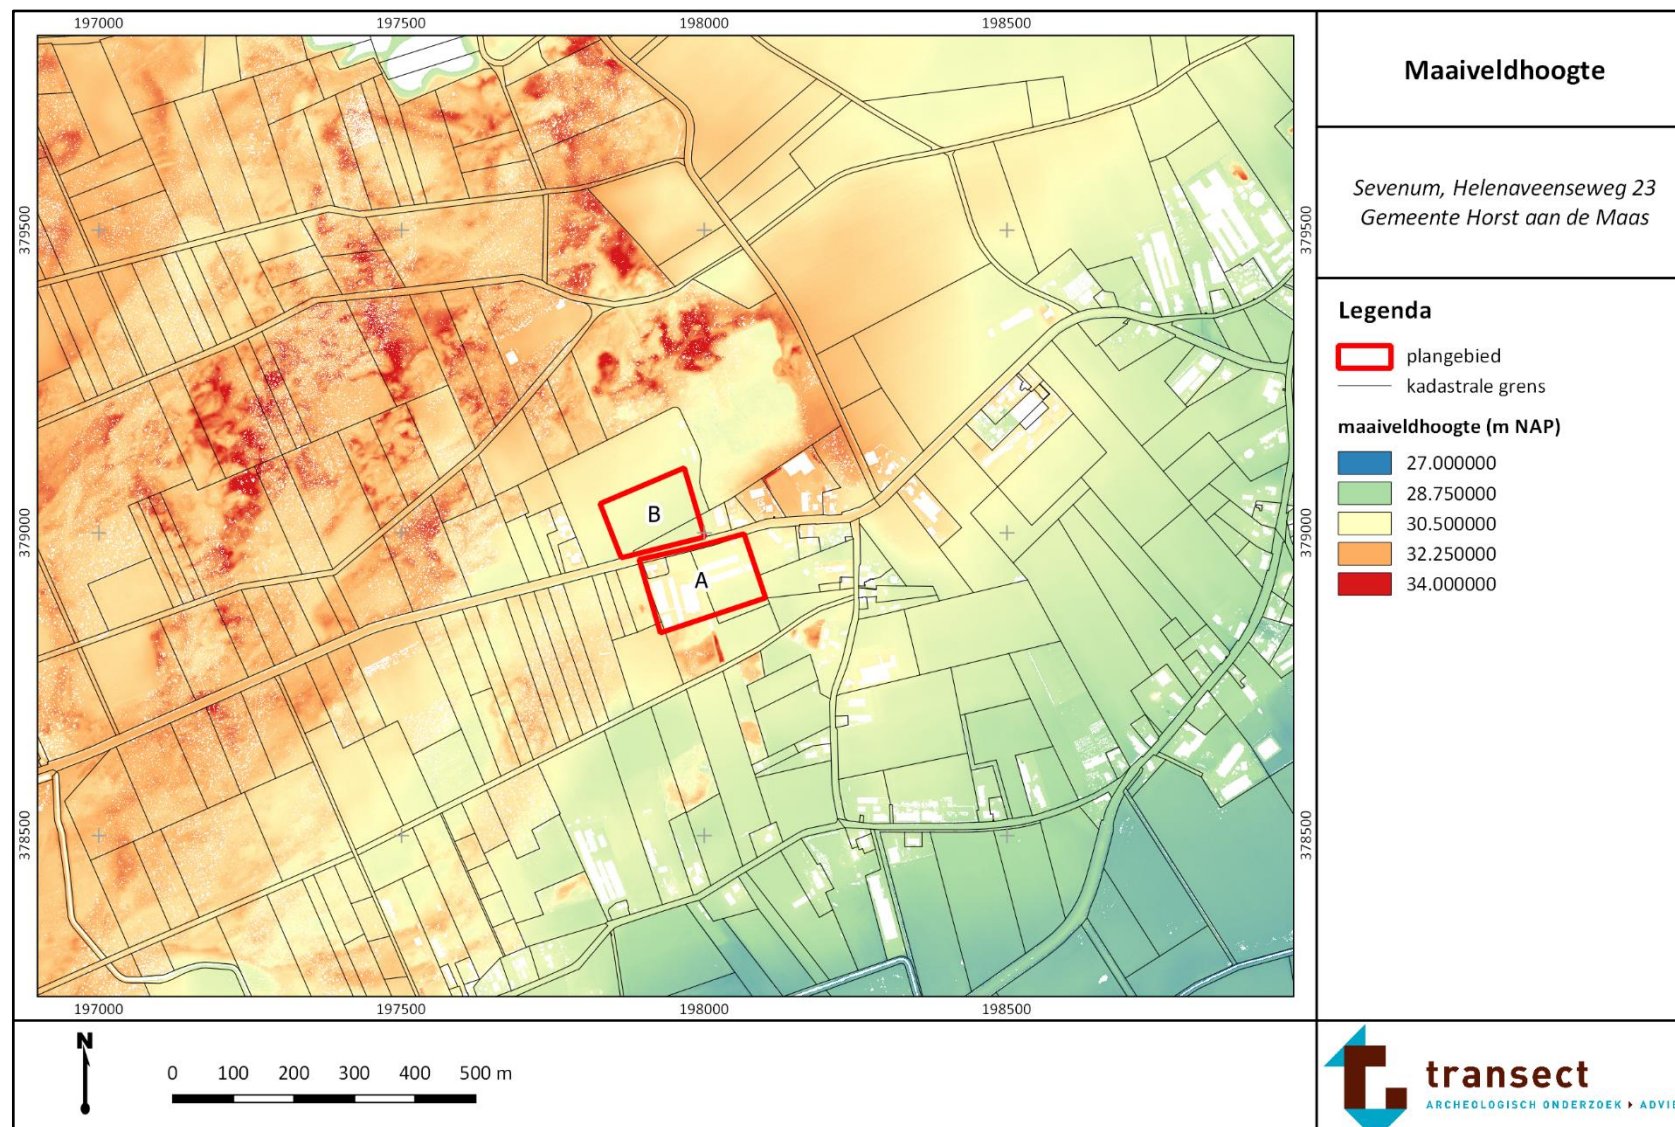 197000 197500 198000 198500
379500 379500
379000 379000
378500 378500
B
A
197000 197500 198000 198500
Maaiveldhoogte
Sevenum, Helenaveenseweg 23
Gemeente Horst aan de Maas
Legenda
plangebied
kadastrale grens
maaiveldhoogte (m NAP)
27.000000
28.750000
30.500000
32.250000
34.000000
N
0 100 200 300 400 500 m
transect
ARCHEOLOGISCH ONDERZOEK ▸ ADVIE